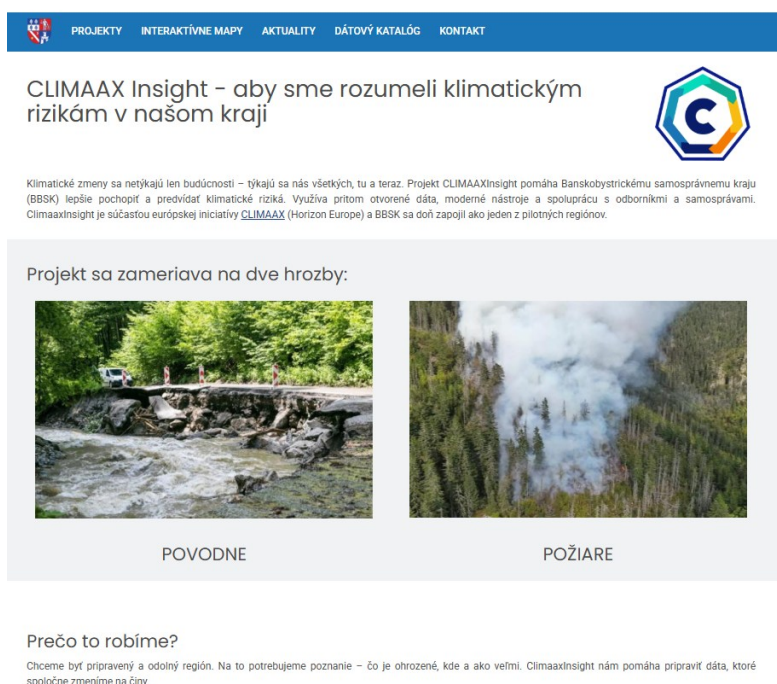 PROJEKTY INTERAKTÍVNE MAPY AKTUALITY DÁTOVÝ KATALÓG KONTAKT
CLIMAAX Insight - aby sme rozumeli klimatickým
rizikám v našom kraji
C
Klimatické zmeny sa netýkajú len budúcnosti – týkajú sa nás všetkých, tu a teraz. Projekt CLIMAAXInsight pomáha Banskobystrickému samosprávnemu kraju
(BBSK) lepšie pochopiť a predvídať klimatické riziká. Využíva pritom otvorené dáta, moderné nástroje a spoluprácu s odborníkmi a samosprávami.
ClimaaxInsight je súčasťou európskej iniciatívy CLIMAAX (Horizon Europe) a BBSK sa doň zapojil ako jeden z pilotných regiónov.
Projekt sa zameriava na dve hrozby:
POVODNE
POŽIARE
Prečo to robíme?
Chceme byť pripravený a odolný región. Na to potrebujeme poznanie – čo je ohrozené, kde a ako veľmi. ClimaaxInsight nám pomáha pripraviť dáta, ktoré
spoločne zmeníme na činy.